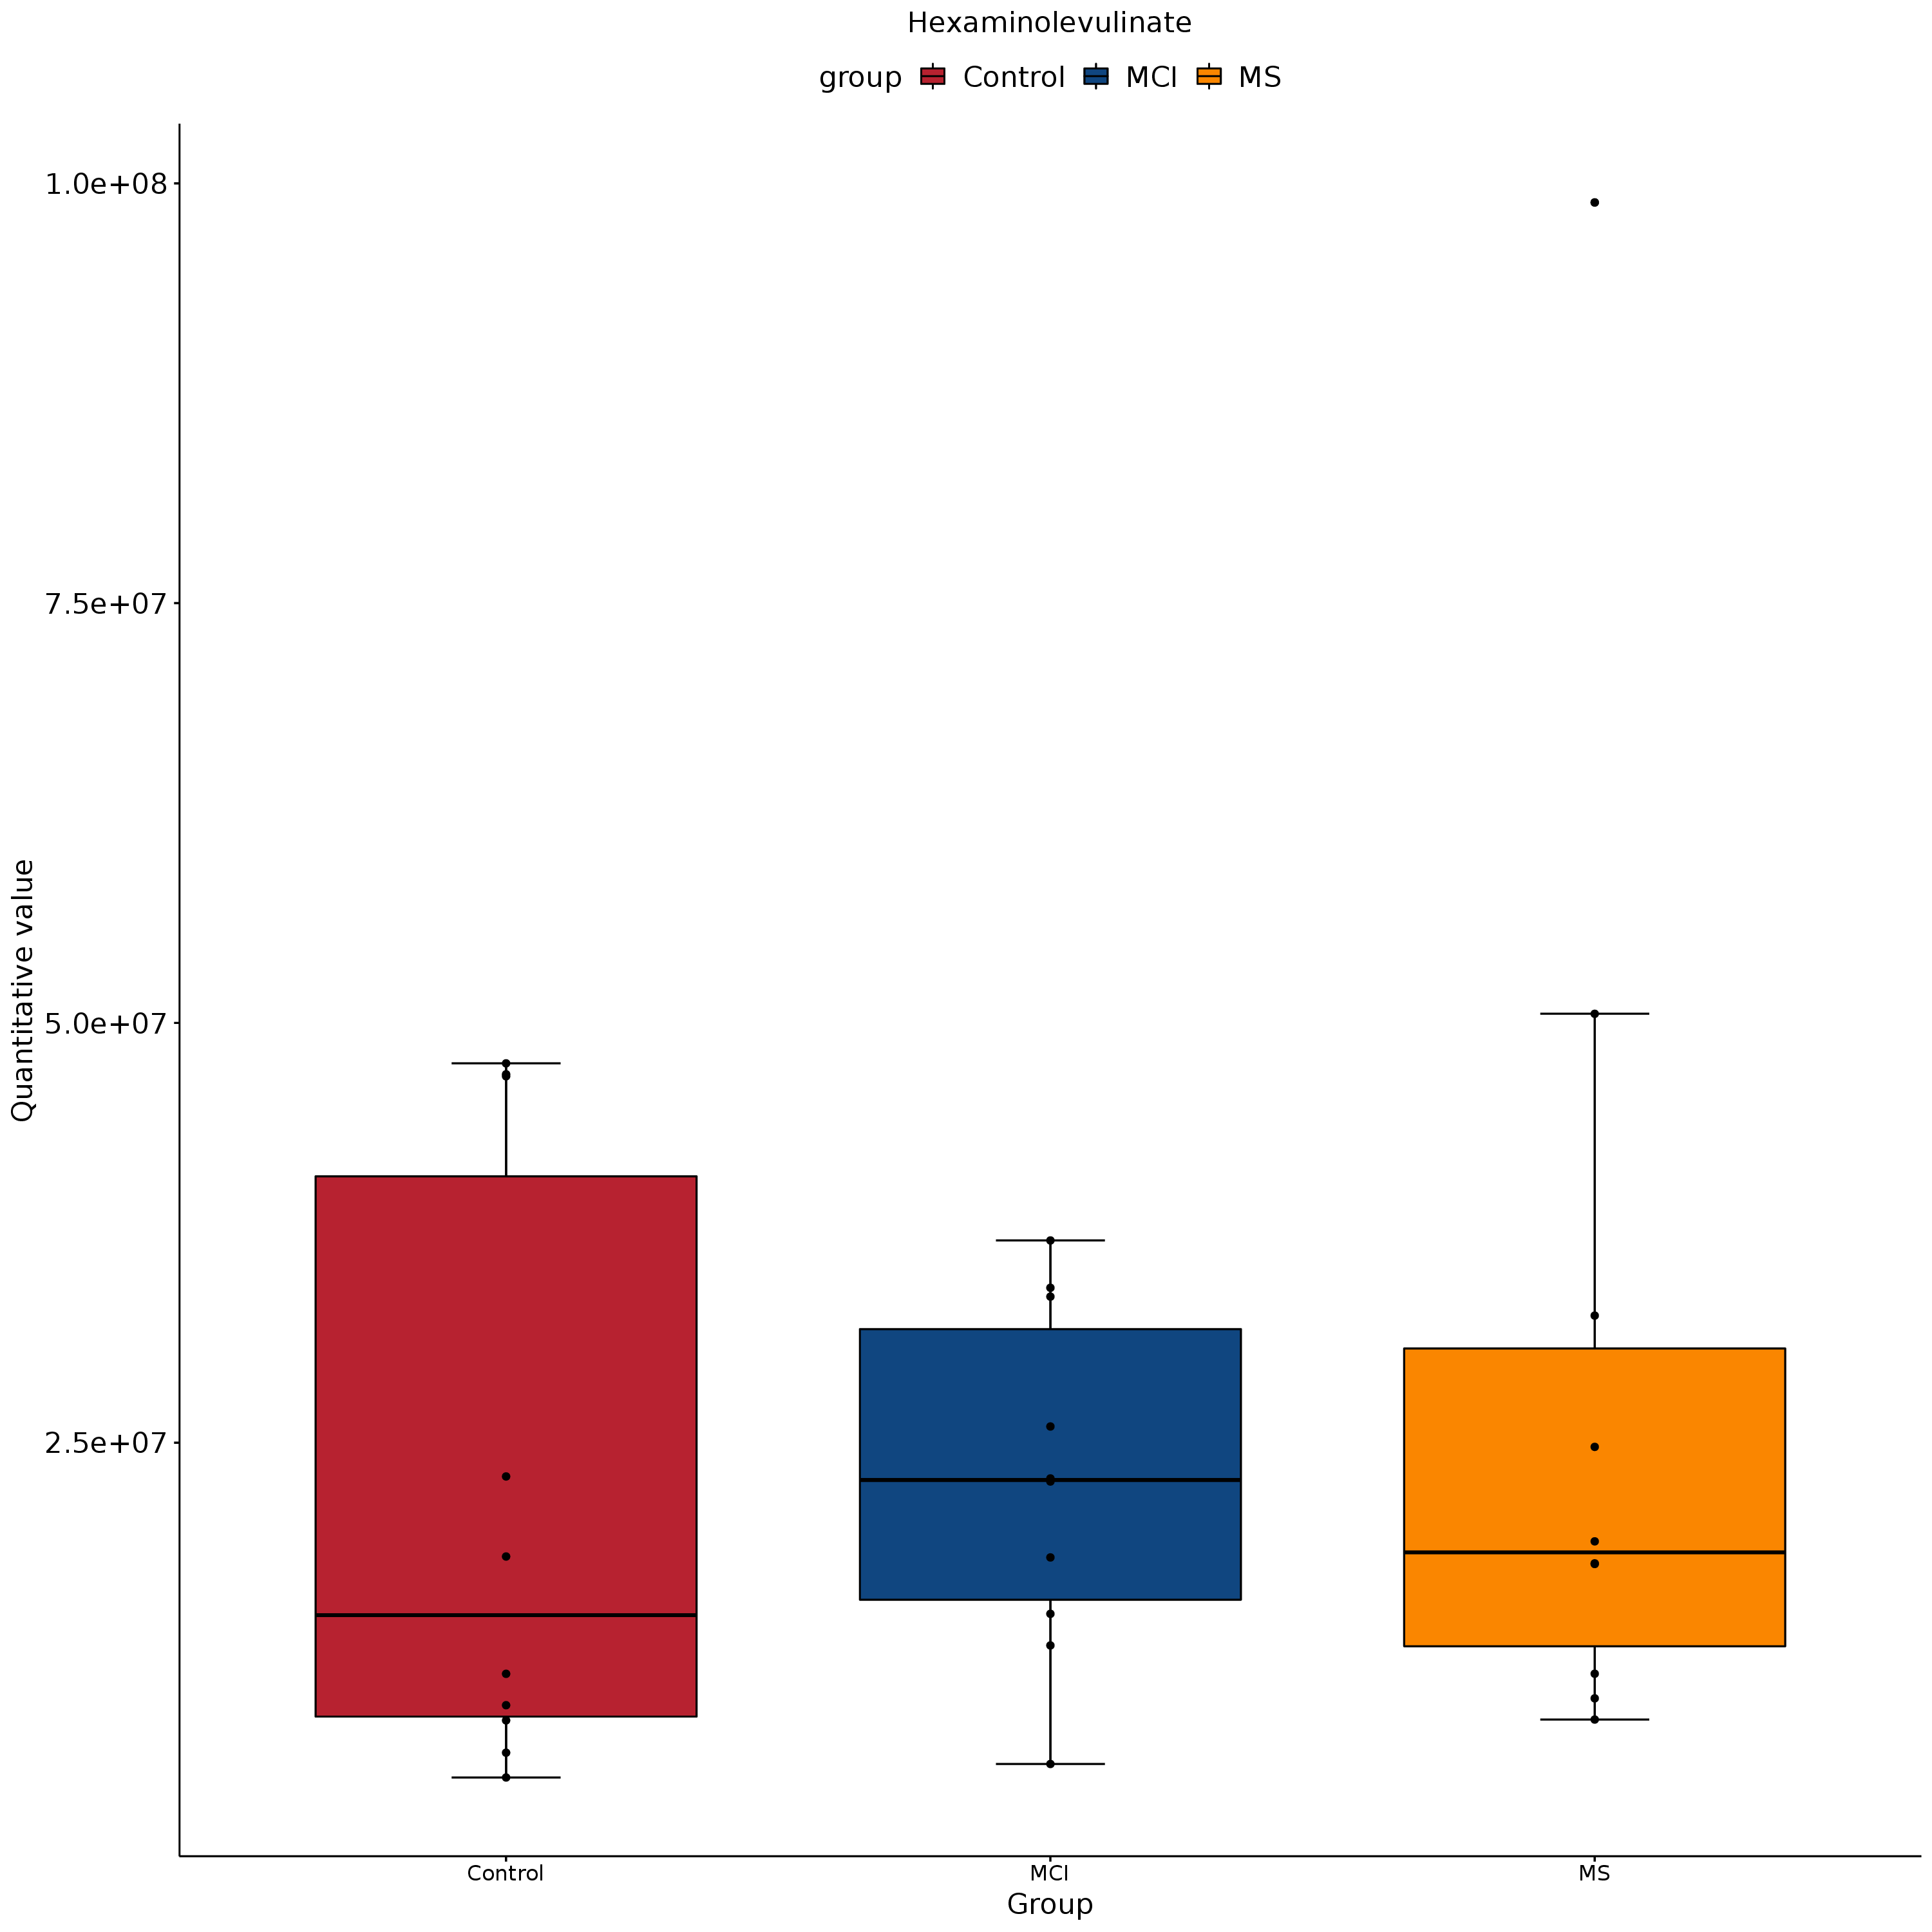 Hexaminolevulinate
group Control MCI MS
1.0e+08
7.5e+07
5.0e+07
2.5e+07
Quantitative value
Control MCI MS
Group